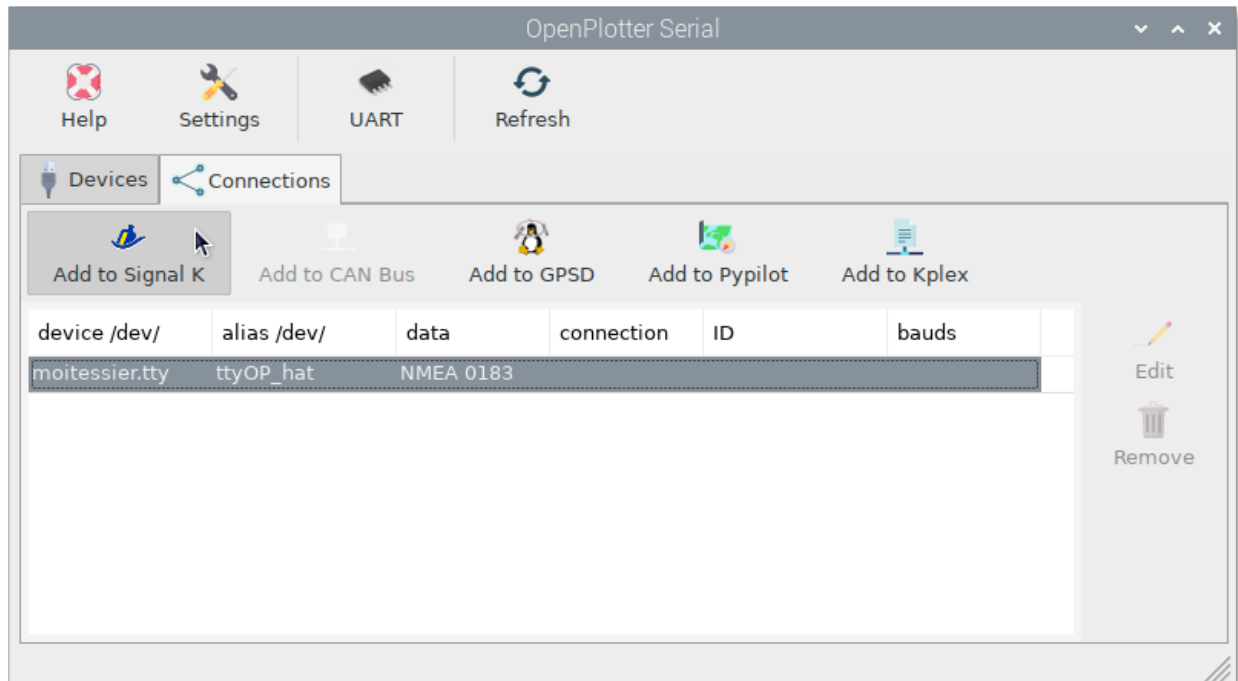 OpenPlotter Serial
Help Settings UART Refresh
Devices Connections
Add to Signal K Add to CAN Bus Add to GPSD Add to Pypilot Add to Kplex
device /dev/ alias /dev/ data connection ID bauds
moitessier.tty ttyOP_hat NMEA 0183
Edit
Remove